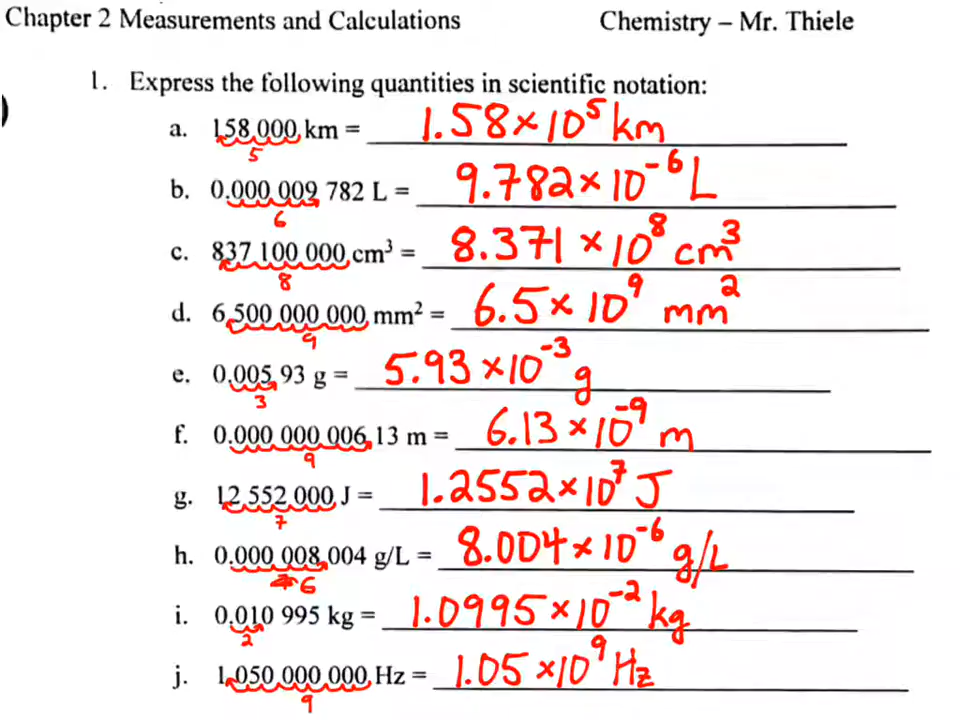 Chapter 2 Measurements and Calculations Chemistry – Mr. Thiele
1. Express the following quantities in scientific notation:
a. 158 000 km = 1.58 × 10⁵ km
5
b. 0.000 009 782 L = 9.782 × 10⁻⁶ L
6
c. 837 100 000 cm³ = 8.371 × 10⁸ cm³
8
d. 6 500 000 000 mm² = 6.5 × 10⁹ mm²
9
e. 0.005 93 g = 5.93 × 10⁻³ g
3
f. 0.000 000 006 13 m = 6.13 × 10⁻⁹ m
9
g. 12 552 000 J = 1.2552 × 10⁷ J
7
h. 0.000 008 004 g/L = 8.004 × 10⁻⁶ g/L
6
i. 0.010 995 kg = 1.0995 × 10⁻² kg
2
j. 1 050 000 000 Hz = 1.05 × 10⁹ Hz
9